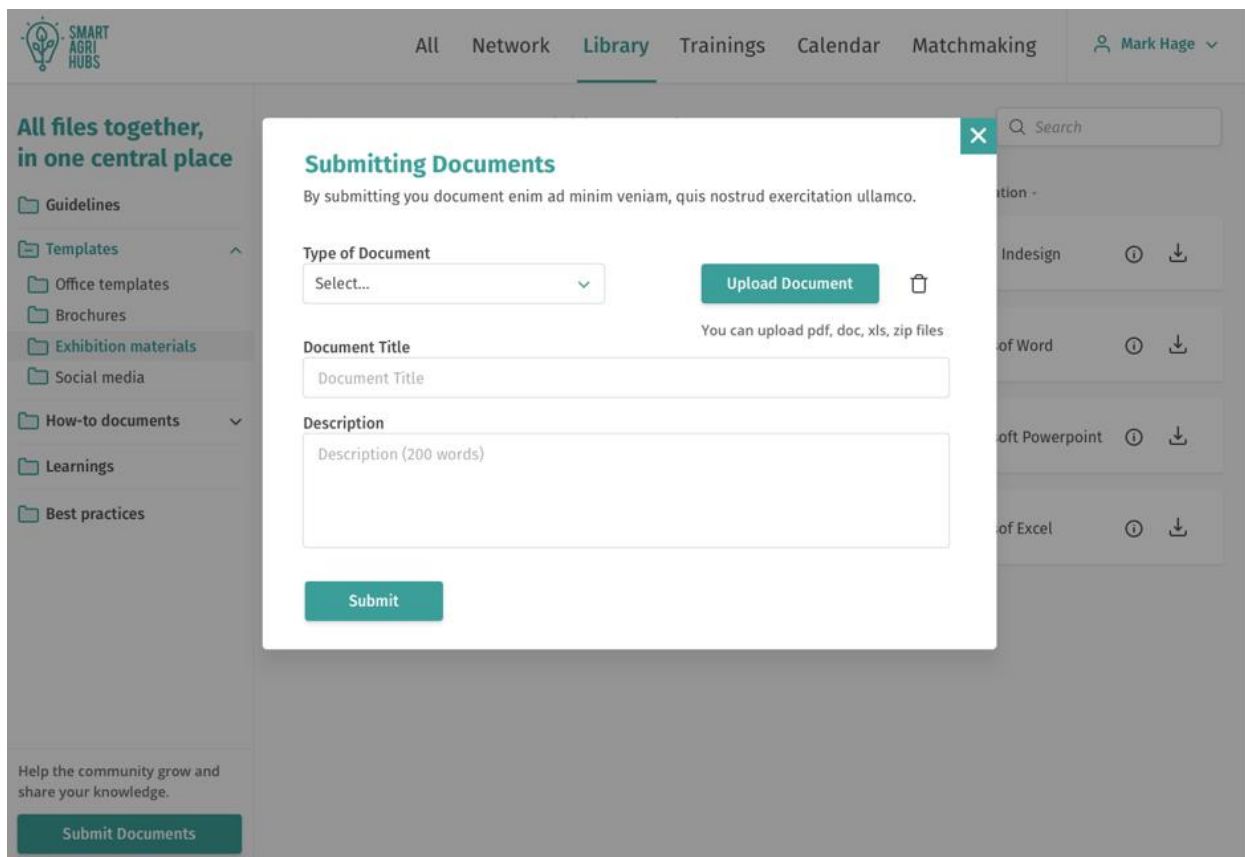 SMART
AGRI
HUBS
All Network Library Trainings Calendar Matchmaking
Mark Hage
All files together,
in one central place
Guidelines
Templates
Office templates
Brochures
Exhibition materials
Social media
How-to documents
Learnings
Best practices
Help the community grow and
share your knowledge.
Submit Documents
Search
Submitting Documents
By submitting you document enim ad minim veniam, quis nostrud exercitation ullamco.
Type of Document
Select...
Upload Document
You can upload pdf, doc, xls, zip files
Document Title
Document Title
Description
Description (200 words)
Submit
Indesign
Word
Powerpoint
Excel